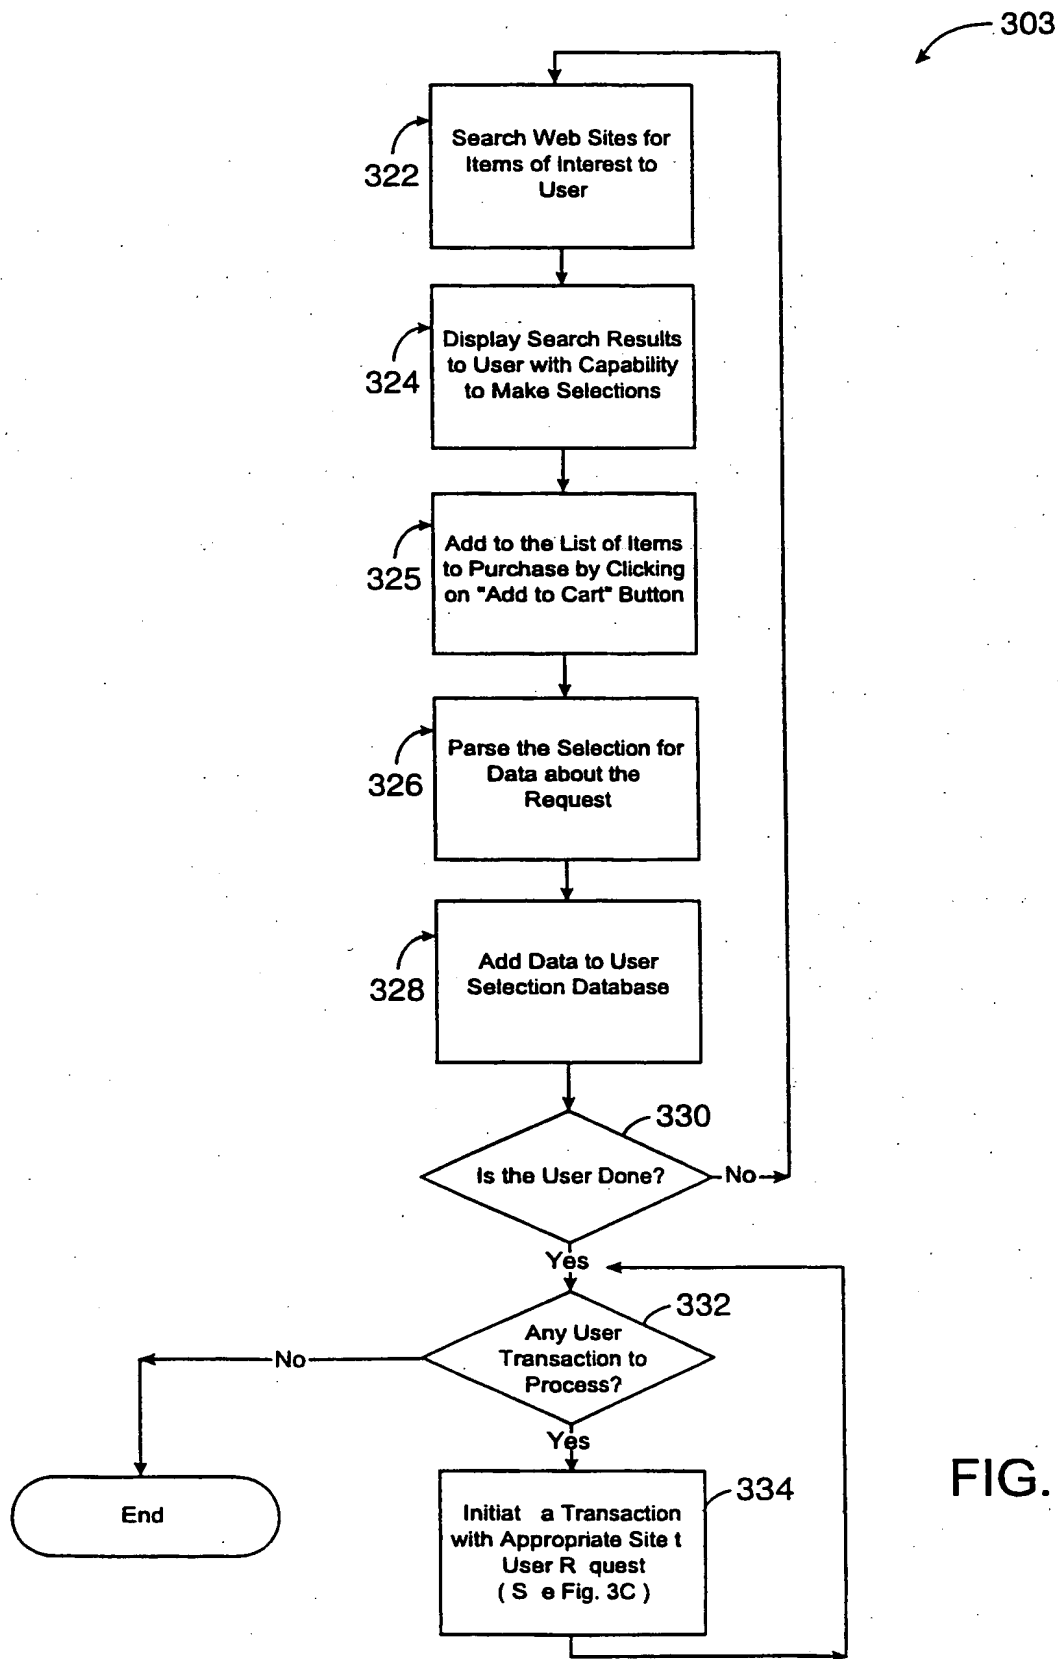 303
Search Web Sites for
Items of Interest to
User
322
Display Search Results
to User with Capability
to Make Selections
324
Add to the List of Items
to Purchase by Clicking
on "Add to Cart" Button
325
Parse the Selection for
Data about the
Request
326
Add Data to User
Selection Database
328
330
Is the User Done?
No
Yes
332
Any User
Transaction to
Process?
No
Yes
End
334
Initiat a Transaction
with Appropriate Site t
User R quest
( S e Fig. 3C )
FIG.